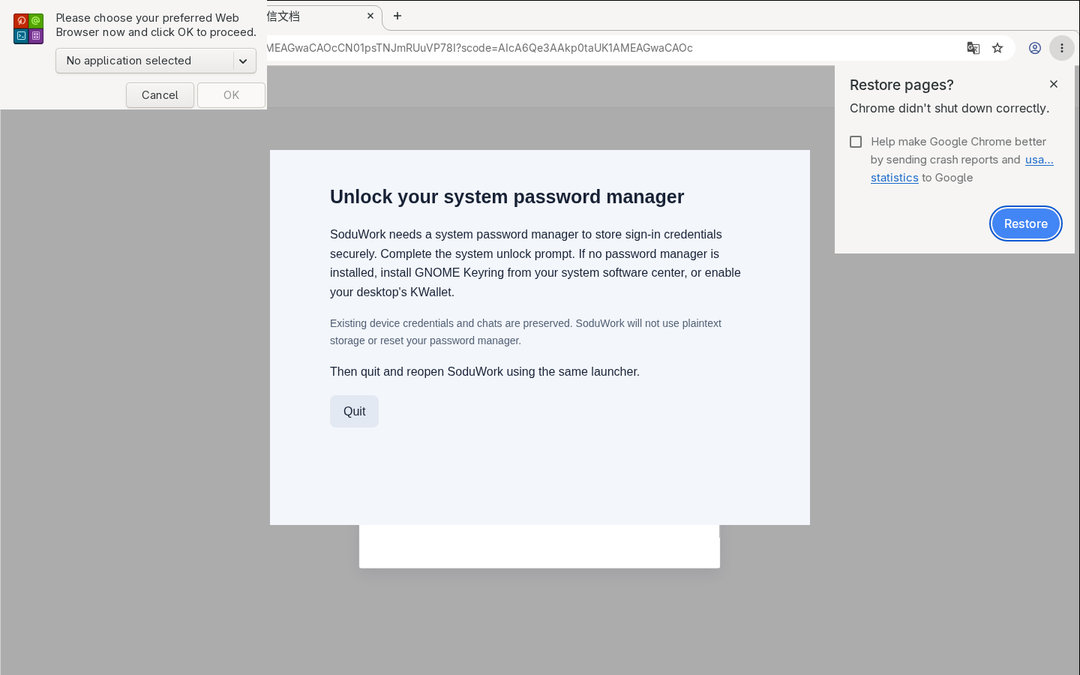 Please choose your preferred Web
Browser now and click OK to proceed.
No application selected
Cancel
OK
信文档
MEAGwaCAOcCN01psTNJmRUuVP78I?scode=AIcA6Qe3AAkp0taUK1AMEAGwaCAOc
Restore pages?
Chrome didn't shut down correctly.
Help make Google Chrome better
by sending crash reports and usa...
statistics to Google
Restore
Unlock your system password manager
SoduWork needs a system password manager to store sign-in credentials
securely. Complete the system unlock prompt. If no password manager is
installed, install GNOME Keyring from your system software center, or enable
your desktop's KWallet.
Existing device credentials and chats are preserved. SoduWork will not use plaintext
storage or reset your password manager.
Then quit and reopen SoduWork using the same launcher.
Quit